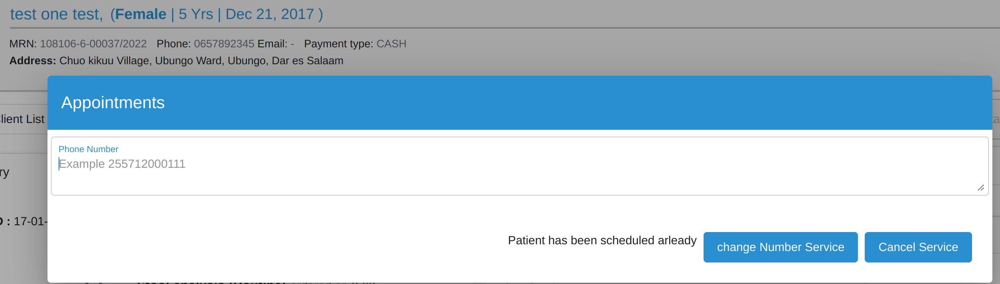 test one test, (Female | 5 Yrs | Dec 21, 2017 )
MRN: 108106-6-00037/2022 Phone: 0657892345 Email: - Payment type: CASH
Address: Chuo kikuu Village, Ubungo Ward, Ubungo, Dar es Salaam
Appointments
Client List
Phone Number
Example 255712000111
ry
: 17-01-
Patient has been scheduled arleady
change Number Service
Cancel Service